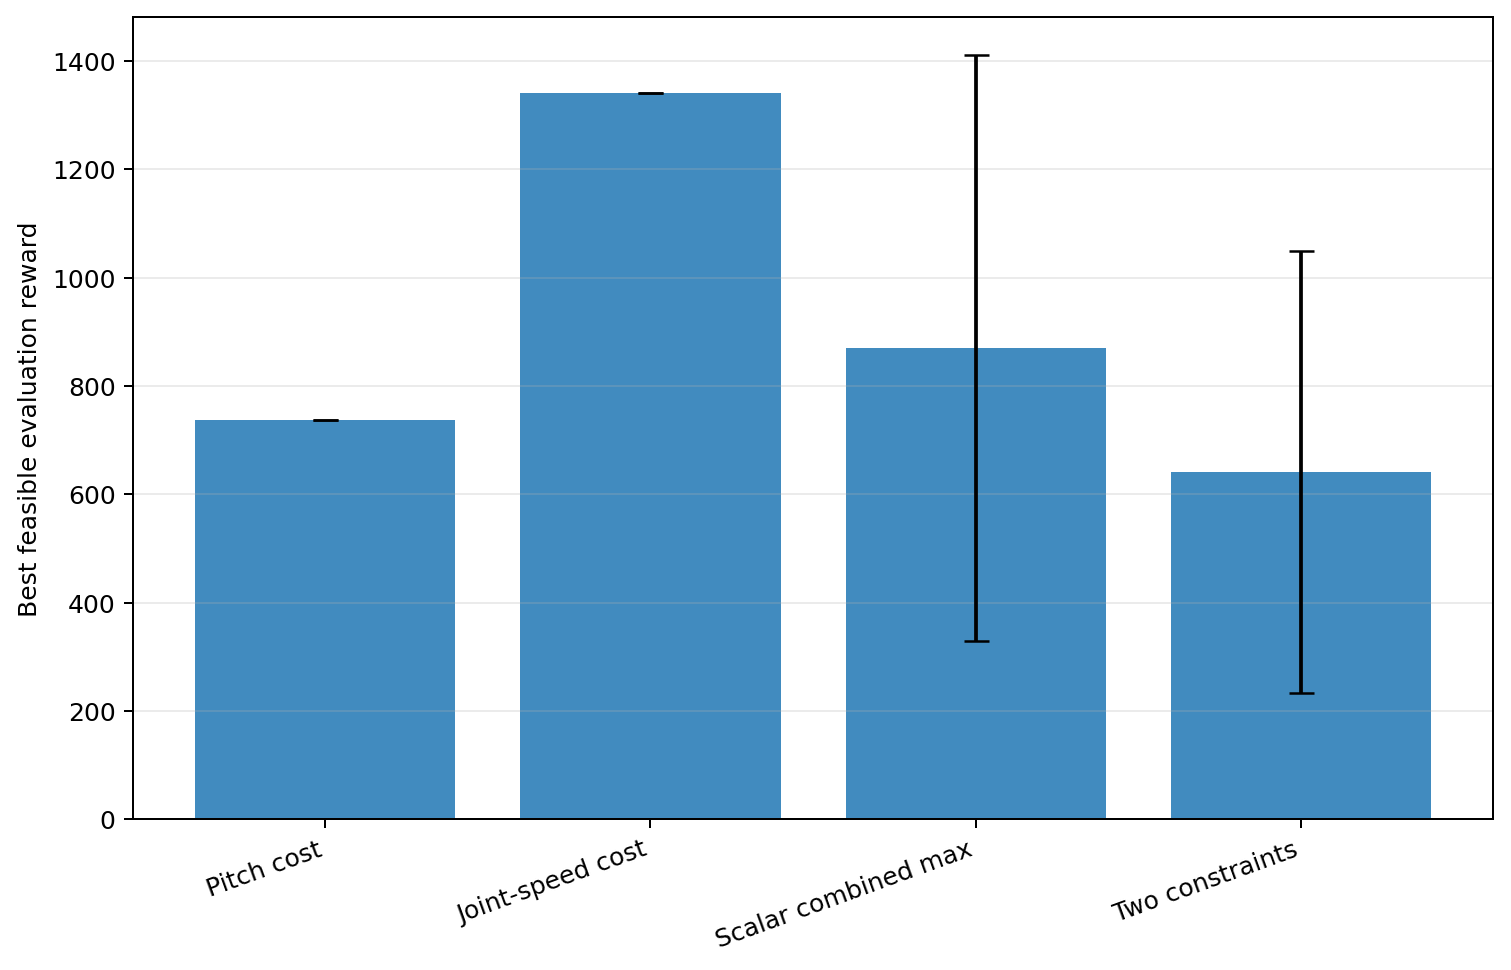 1400
1200
1000
800
600
400
200
0
Best feasible evaluation reward
Pitch cost
Joint-speed cost
Scalar combined max
Two constraints